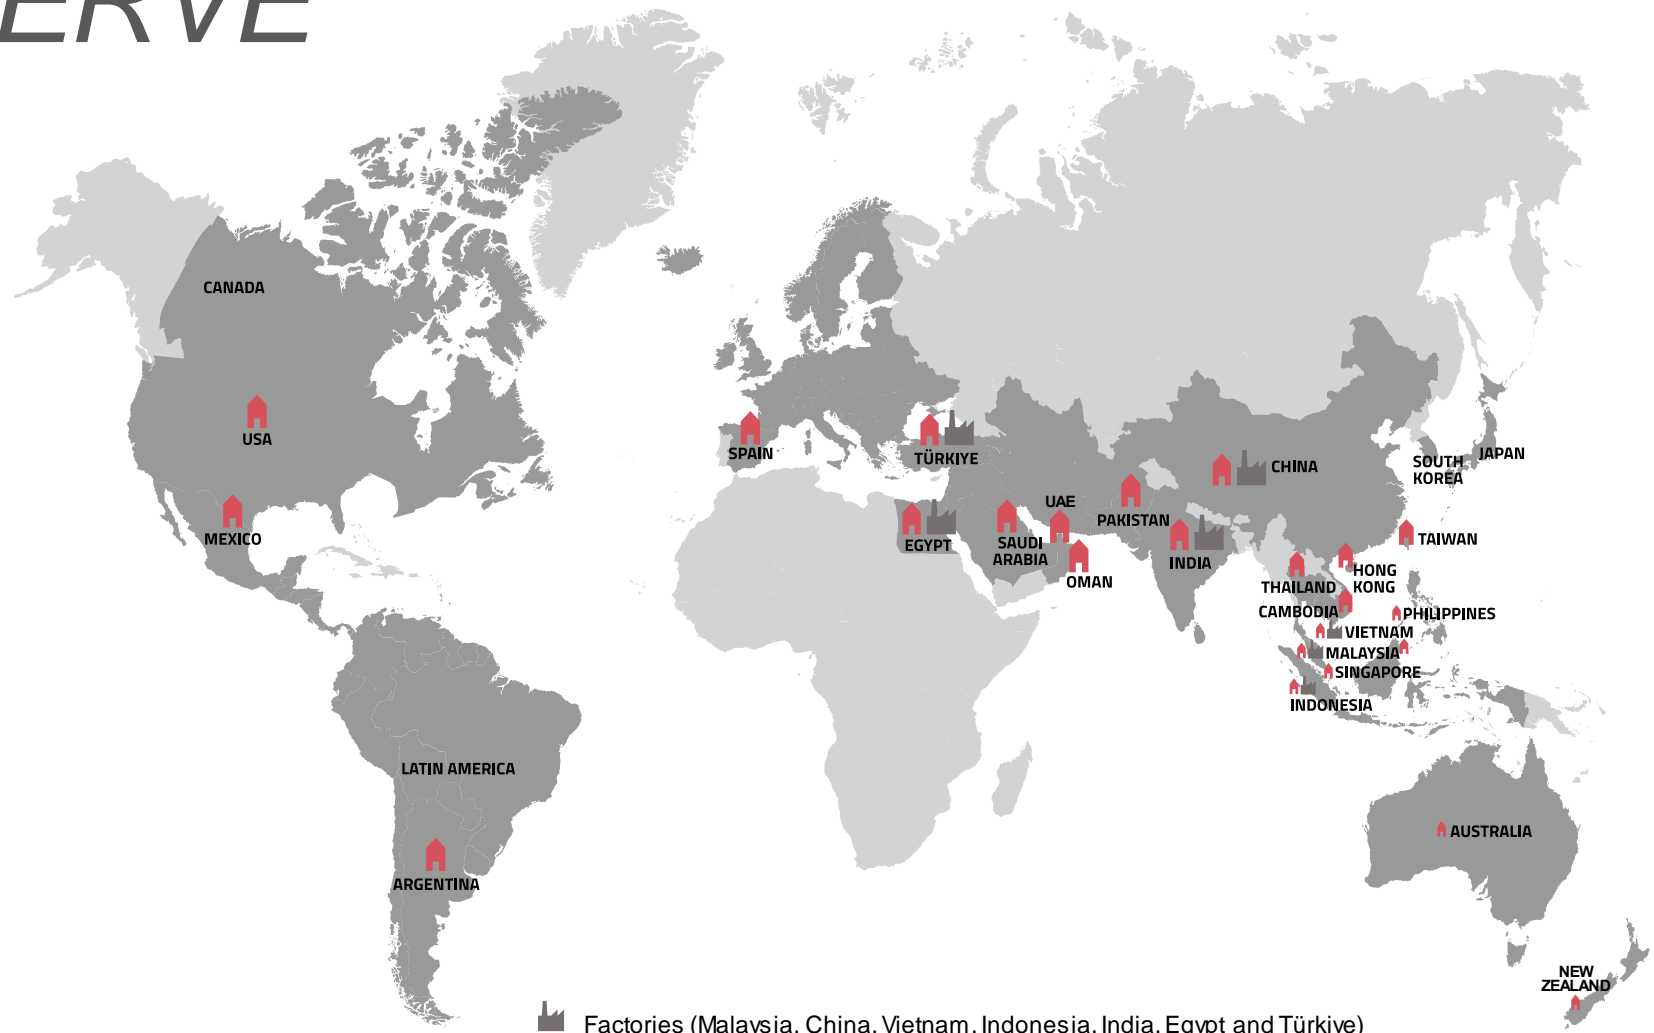 ERVE
CANADA
USA
MEXICO
LATIN AMERICA
ARGENTINA
SPAIN
TÜRKIYE
EGYPT
SAUDI
ARABIA
UAE
OMAN
PAKISTAN
INDIA
CHINA
SOUTH
KOREA
JAPAN
TAIWAN
HONG
KONG
THAILAND
CAMBODIA
PHILIPPINES
VIETNAM
MALAYSIA
SINGAPORE
INDONESIA
AUSTRALIA
NEW
ZEALAND
Factories (Malaysia, China, Vietnam, Indonesia, India, Egypt and Türkiye)